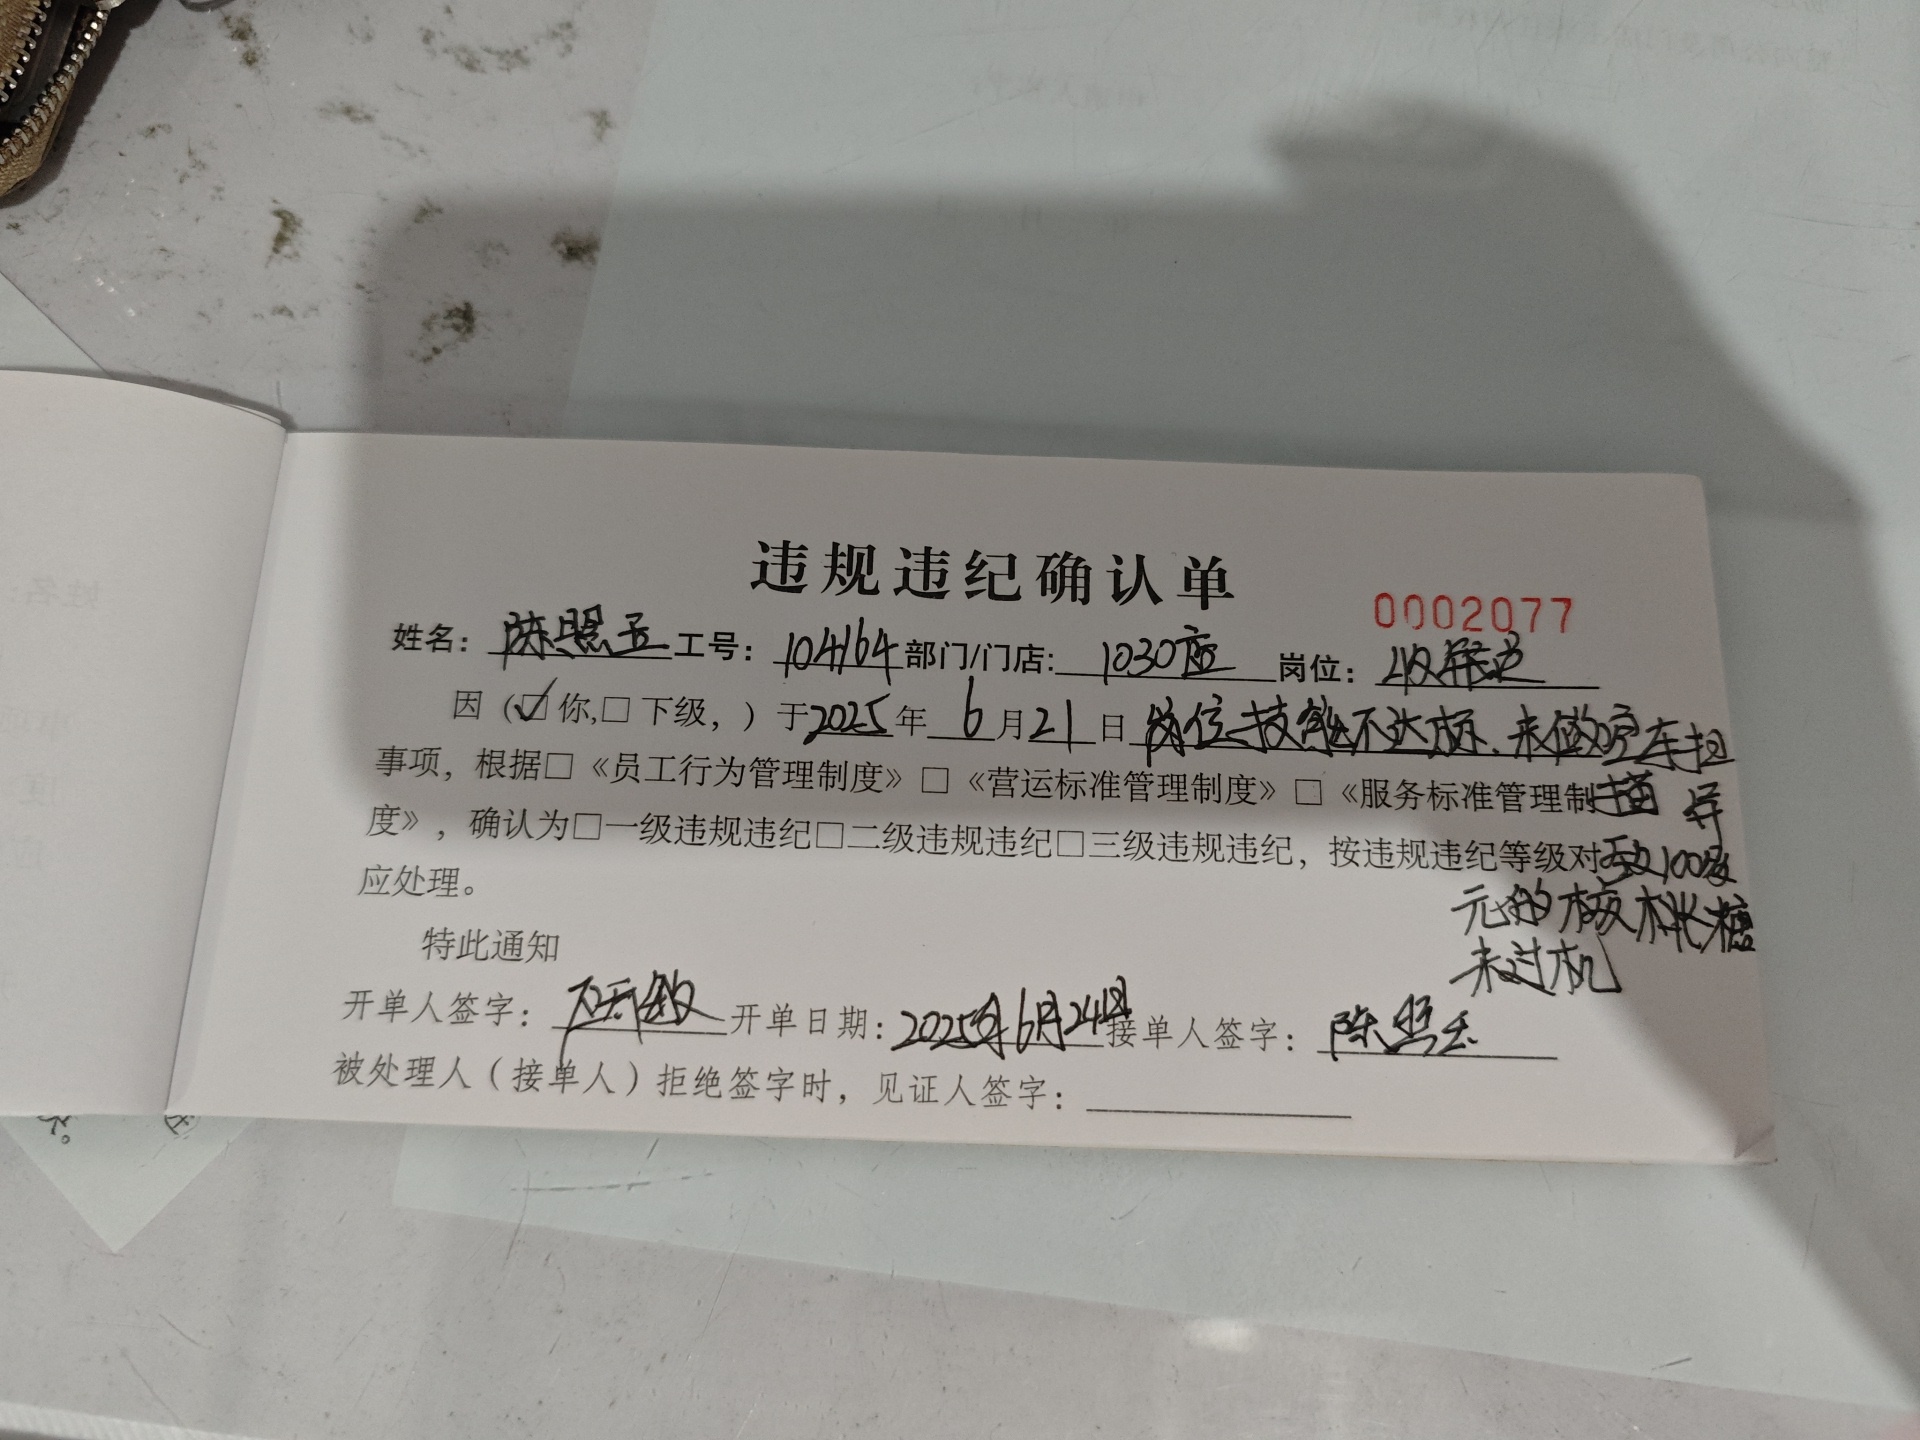 违规违纪确认单
0002077
姓名：陈照玉 工号：104164 部门/门店：1030店 岗位：收银员
因（☑你,□下级，）于2025年6月21日岗位技能不达标、未做空车扫
事项，根据□《员工行为管理制度》□《营运标准管理制度》□《服务标准管理制 描 导
度》，确认为□一级违规违纪□二级违规违纪□三级违规违纪，按违规违纪等级对 致100多
应处理。
元的核桃糖
特此通知
未过机
开单人签字： 开单日期：2025年6月24日 接单人签字：陈照玉
被处理人（接单人）拒绝签字时，见证人签字：
姓名：